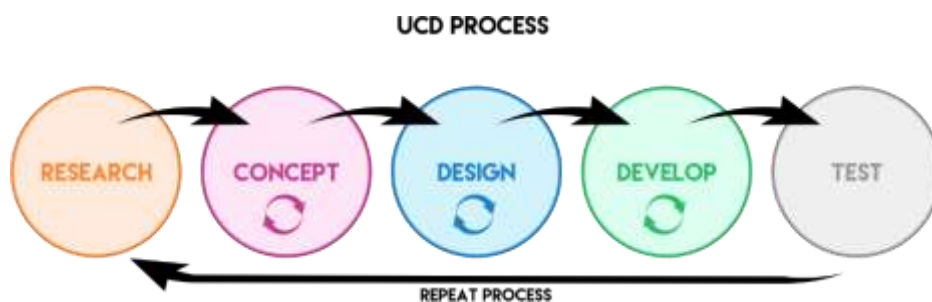 UCD PROCESS
RESEARCH
CONCEPT
DESIGN
DEVELOP
TEST
REPEAT PROCESS